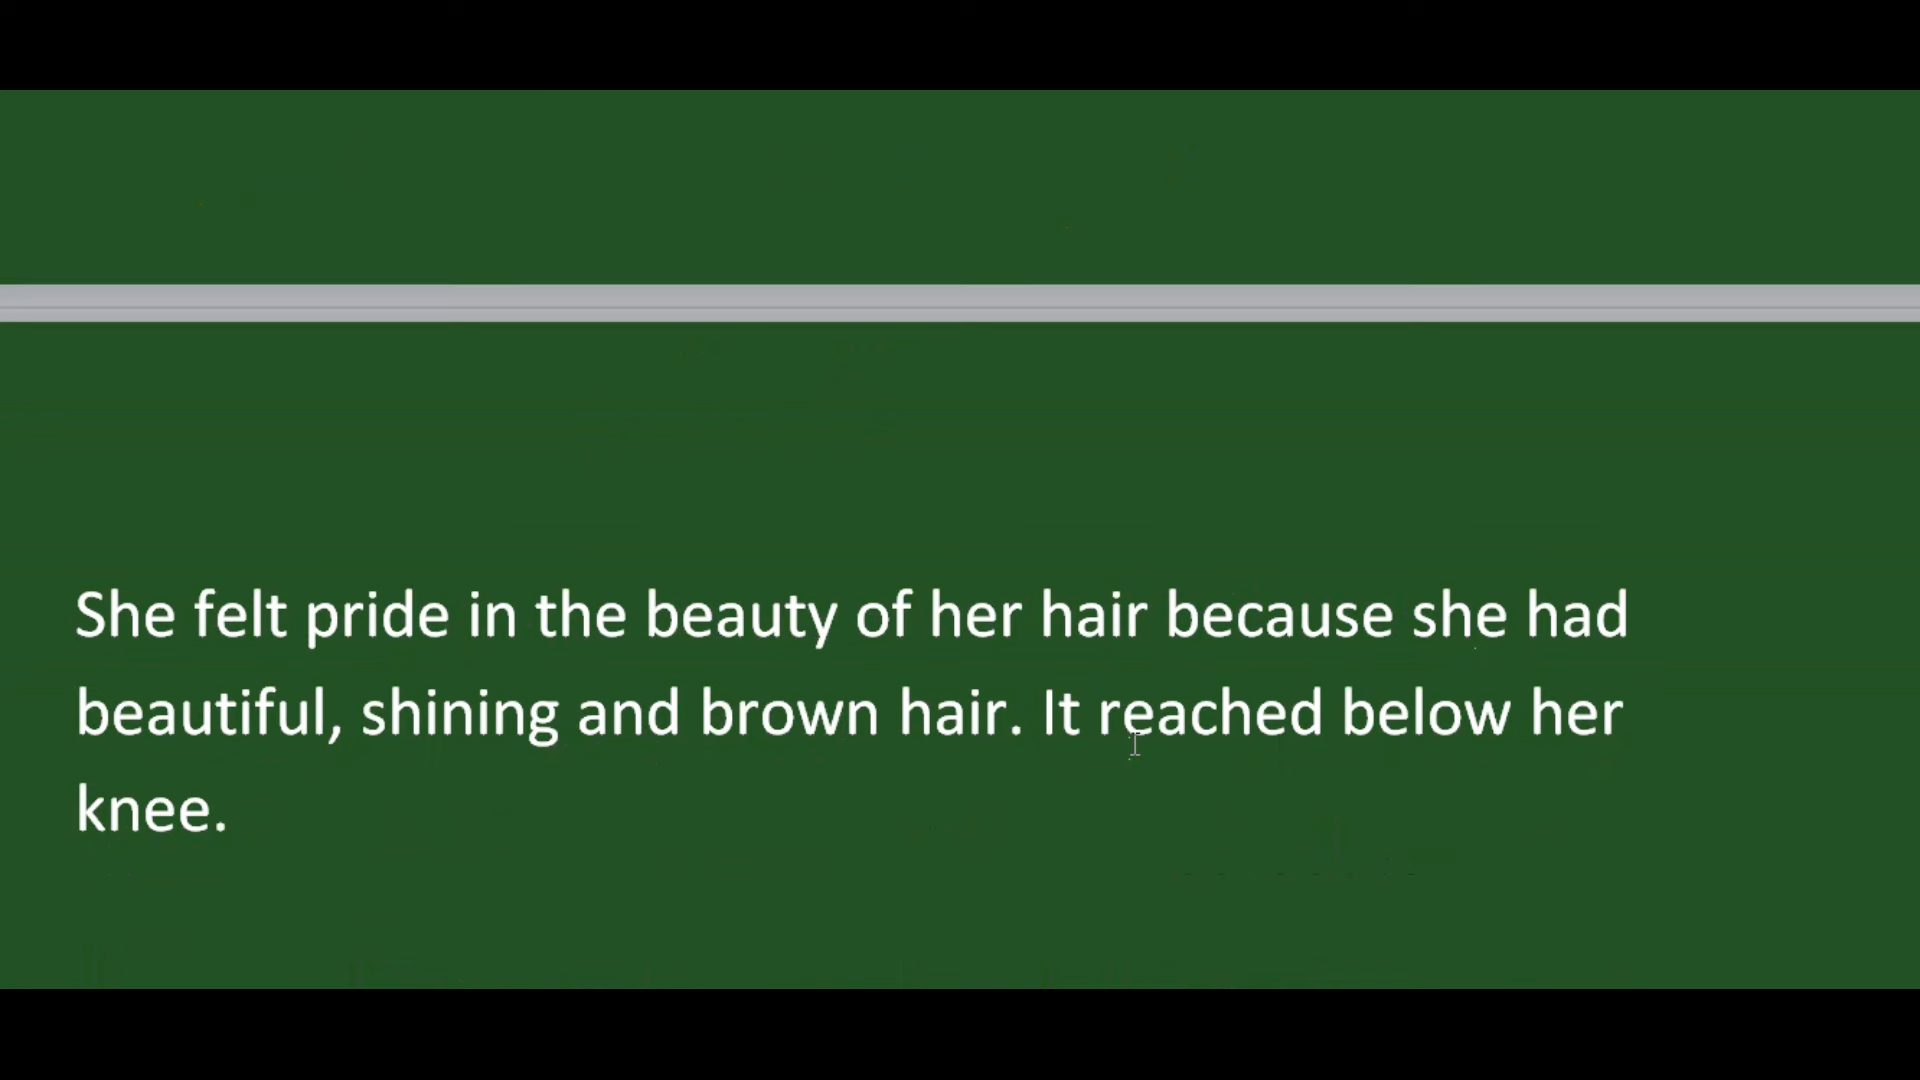 She felt pride in the beauty of her hair because she had
beautiful, shining and brown hair. It reached below her
knee.